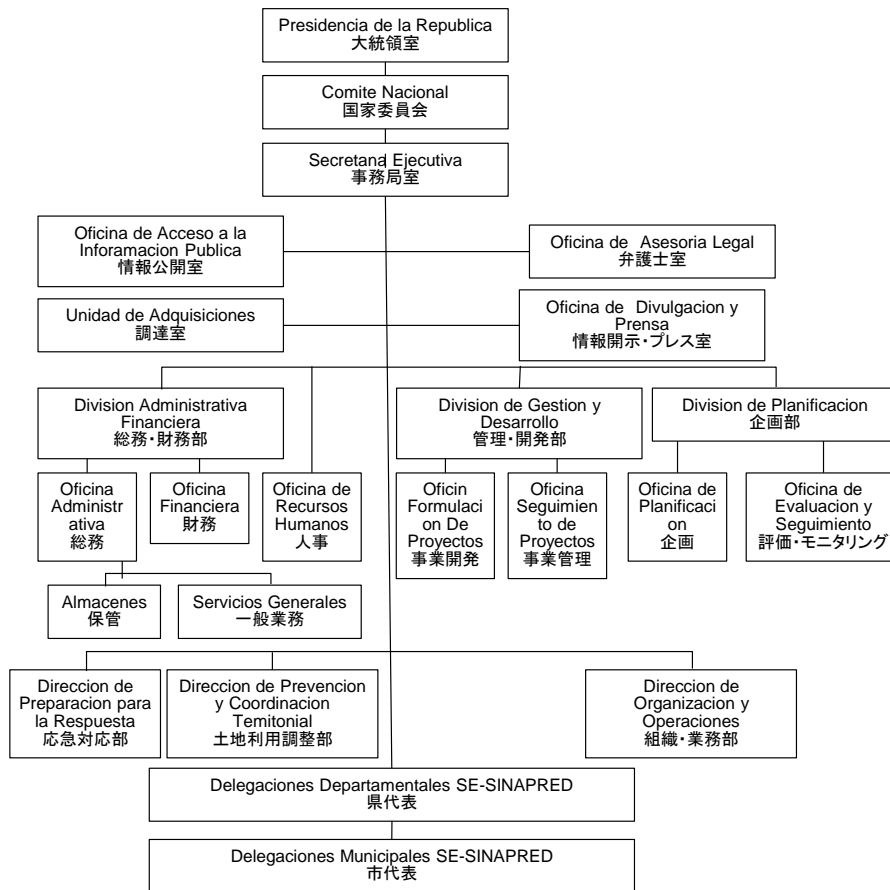 Presidencia de la Republica
大統領室
Comite Nacional
国家委員会
Secretana Ejecutiva
事務局室
Oficina de Acceso a la
Inforamacion Publica
情報公開室
Oficina de Asesoria Legal
弁護士室
Unidad de Adquisiciones
調達室
Oficina de Divulgacion y
Prensa
情報開示・プレス室
Division Administrativa
Financiera
総務・財務部
Division de Gestion y
Desarrollo
管理・開発部
Division de Planificacion
企画部
Oficina
Administr
ativa
総務
Oficina
Financiera
財務
Oficina de
Recursos
Humanos
人事
Oficin
Formulaci
on De
Proyectos
事業開発
Oficina
Seguimie
nto de
Proyectos
事業管理
Oficina de
Planificaci
on
企画
Oficina de
Evaluacion y
Seguimiento
評価・モニタリング
Almacenes
保管
Servicios Generales
一般業務
Direccion de
Preparacion para
la Respuesta
応急対応部
Direccion de Prevencion
y Coordinacion
Temitonial
土地利用調整部
Direccion de
Organizacion y
Operaciones
組織・業務部
Delegaciones Departamentales SE-SINAPRED
県代表
Delegaciones Municipales SE-SINAPRED
市代表